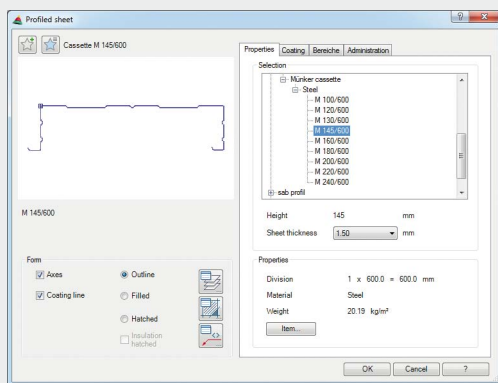 Profiled sheet
?
Cassette M 145/600
M 145/600
Form
Axes
Outline
Coating line
Filled
Hatched
Insulation
hatched
Properties Coating Bereiche Administration
Selection
Münker cassette
Steel
M 100/600
M 120/600
M 130/600
M 145/600
M 160/600
M 180/600
M 200/600
M 220/600
M 240/600
sab profil
Height 145 mm
Sheet thickness 1.50 mm
Properties
Division 1 x 600.0 = 600.0 mm
Material Steel
Weight 20.19 kg/m²
Item...
OK Cancel ?